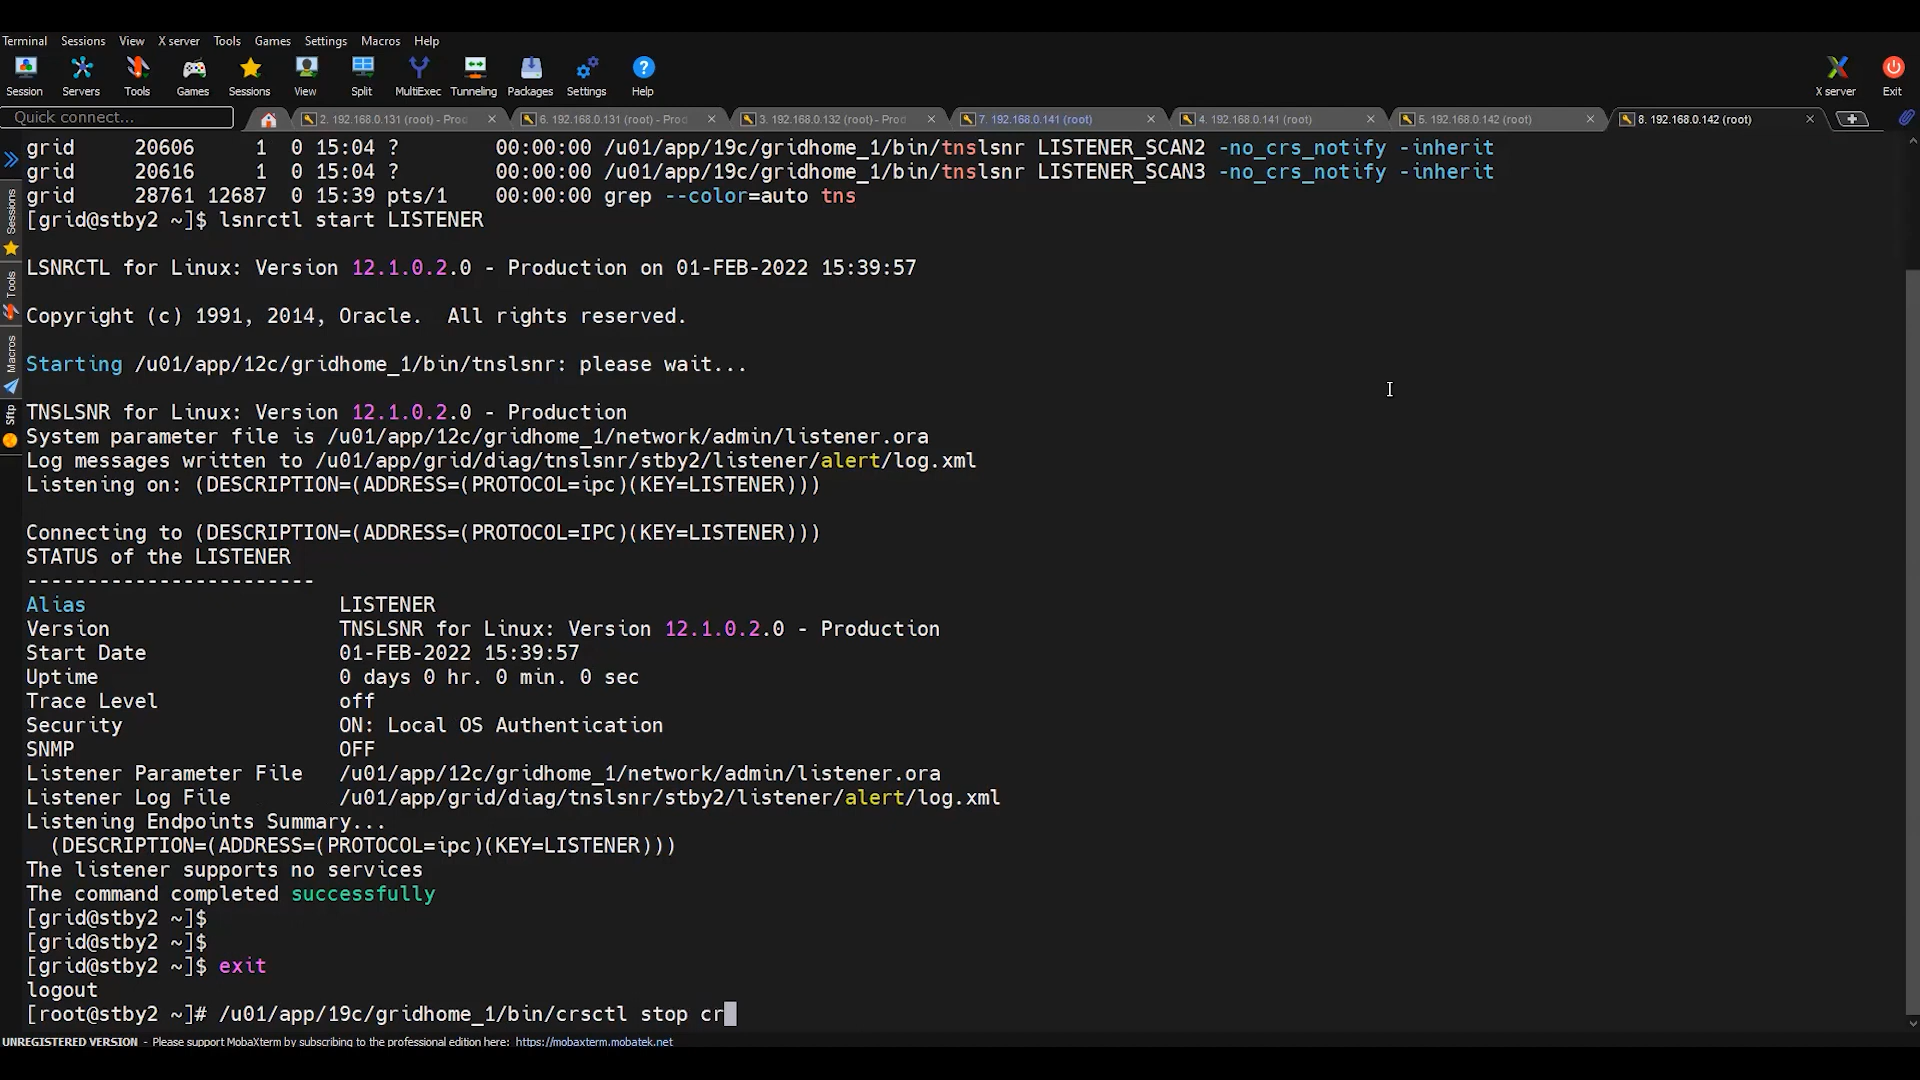 Terminal Sessions View X server Tools Games Settings Macros Help
Session Servers Tools Games Sessions View Split MultiExec Tunneling Packages Settings Help X server Exit
Quick connect... 2. 192.168.0.131 (root) - Prod 6. 192.168.0.131 (root) - Prod 3. 192.168.0.132 (root) - Prod 7. 192.168.0.141 (root) 4. 192.168.0.141 (root) 5. 192.168.0.142 (root) 8. 192.168.0.142 (root)
Sessions
Tools
Macros
Sftp
grid 20606 1 0 15:04 ? 00:00:00 /u01/app/19c/gridhome_1/bin/tnslsnr LISTENER_SCAN2 -no_crs_notify -inherit
grid 20616 1 0 15:04 ? 00:00:00 /u01/app/19c/gridhome_1/bin/tnslsnr LISTENER_SCAN3 -no_crs_notify -inherit
grid 28761 12687 0 15:39 pts/1 00:00:00 grep --color=auto tns
[grid@stby2 ~]$ lsnrctl start LISTENER
LSNRCTL for Linux: Version 12.1.0.2.0 - Production on 01-FEB-2022 15:39:57
Copyright (c) 1991, 2014, Oracle.  All rights reserved.
Starting /u01/app/12c/gridhome_1/bin/tnslsnr: please wait...
TNSLSNR for Linux: Version 12.1.0.2.0 - Production
System parameter file is /u01/app/12c/gridhome_1/network/admin/listener.ora
Log messages written to /u01/app/grid/diag/tnslsnr/stby2/listener/alert/log.xml
Listening on: (DESCRIPTION=(ADDRESS=(PROTOCOL=ipc)(KEY=LISTENER)))
Connecting to (DESCRIPTION=(ADDRESS=(PROTOCOL=IPC)(KEY=LISTENER)))
STATUS of the LISTENER
------------------------
Alias LISTENER
Version TNSLSNR for Linux: Version 12.1.0.2.0 - Production
Start Date 01-FEB-2022 15:39:57
Uptime 0 days 0 hr. 0 min. 0 sec
Trace Level off
Security ON: Local OS Authentication
SNMP OFF
Listener Parameter File /u01/app/12c/gridhome_1/network/admin/listener.ora
Listener Log File /u01/app/grid/diag/tnslsnr/stby2/listener/alert/log.xml
Listening Endpoints Summary...
(DESCRIPTION=(ADDRESS=(PROTOCOL=ipc)(KEY=LISTENER)))
The listener supports no services
The command completed successfully
[grid@stby2 ~]$
[grid@stby2 ~]$
[grid@stby2 ~]$ exit
logout
[root@stby2 ~]# /u01/app/19c/gridhome_1/bin/crsctl stop cr
UNREGISTERED VERSION - Please support MobaXterm by subscribing to the professional edition here: https://mobaxterm.mobatek.net